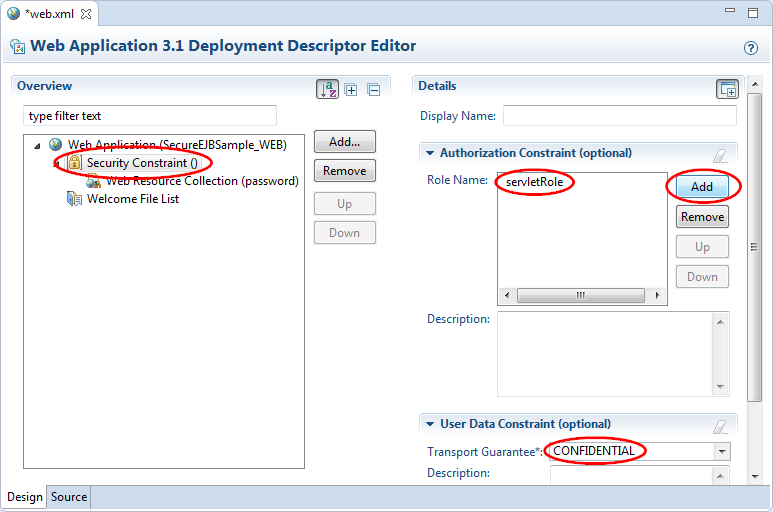 *web.xml
Web Application 3.1 Deployment Descriptor Editor
Overview
type filter text
Web Application (SecureEJBSample_WEB)
Security Constraint ()
Web Resource Collection (password)
Welcome File List
Add...
Remove
Up
Down
Details
Display Name:
Authorization Constraint (optional)
Role Name:
servletRole
Add
Remove
Up
Down
Description:
User Data Constraint (optional)
Transport Guarantee*:
CONFIDENTIAL
Description:
Design
Source